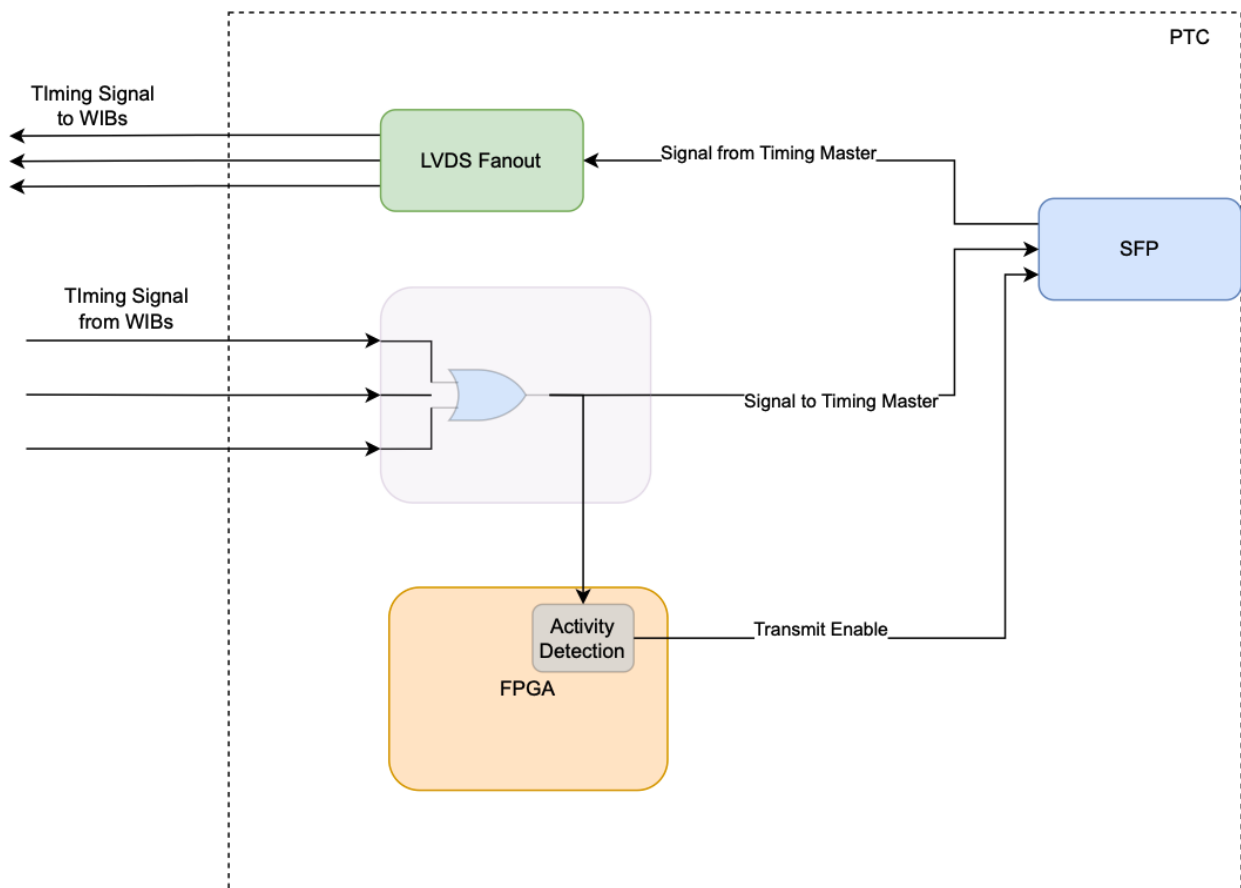 PTC
TIming Signal
to WIBs
LVDS Fanout
Signal from Timing Master
SFP
TIming Signal
from WIBs
Signal to Timing Master
Activity
Detection
Transmit Enable
FPGA